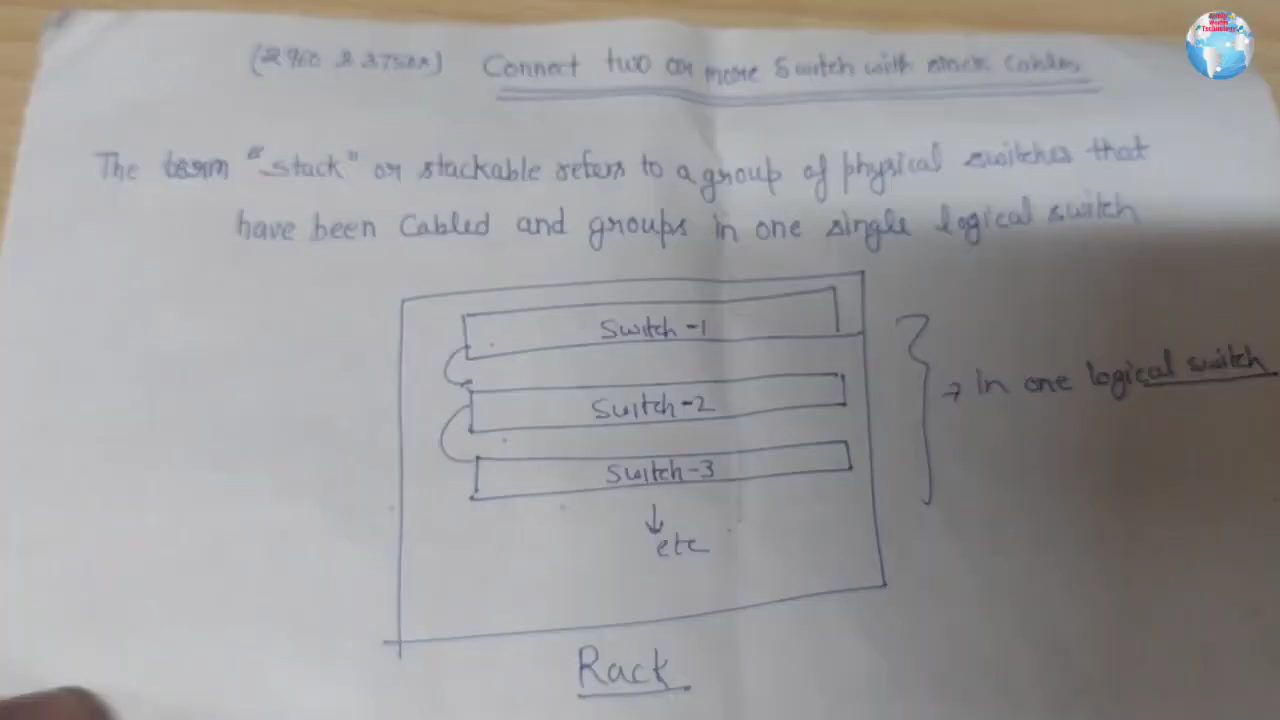 (2960 & 3750x) Connect two or more switch with stack cables
The term "stack" or stackable refers to a group of physical switches that
have been Cabled and groups in one single logical switch
Switch-1
Switch-2
→ In one logical switch
Switch-3
↓
etc
Rack